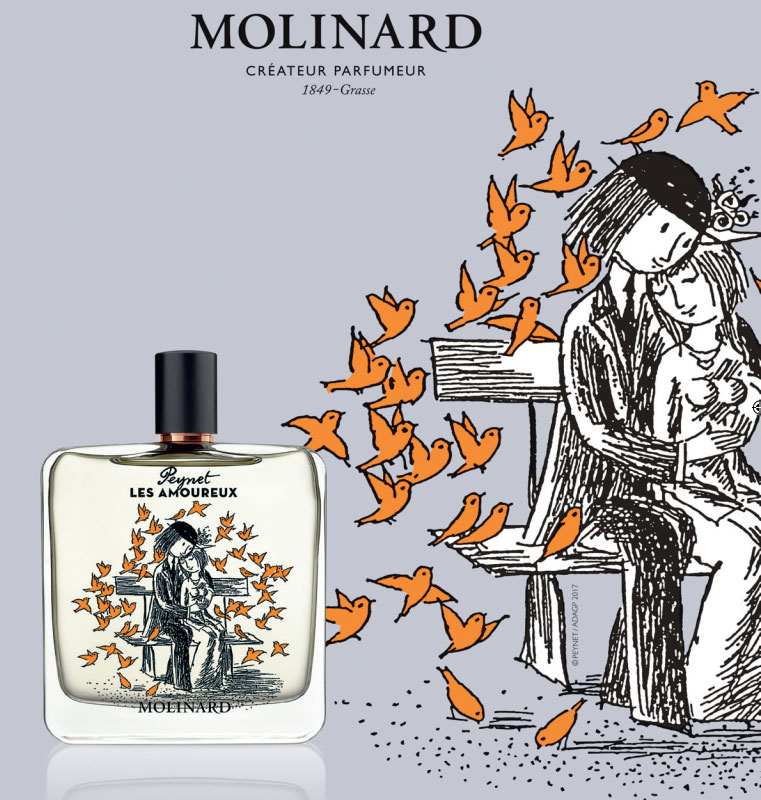 MOLINARD
CRÉATEUR PARFUMEUR
1849-Grasse
Peynet
LES AMOUREUX
MOLINARD
© PEYNET / ADAGP 2017